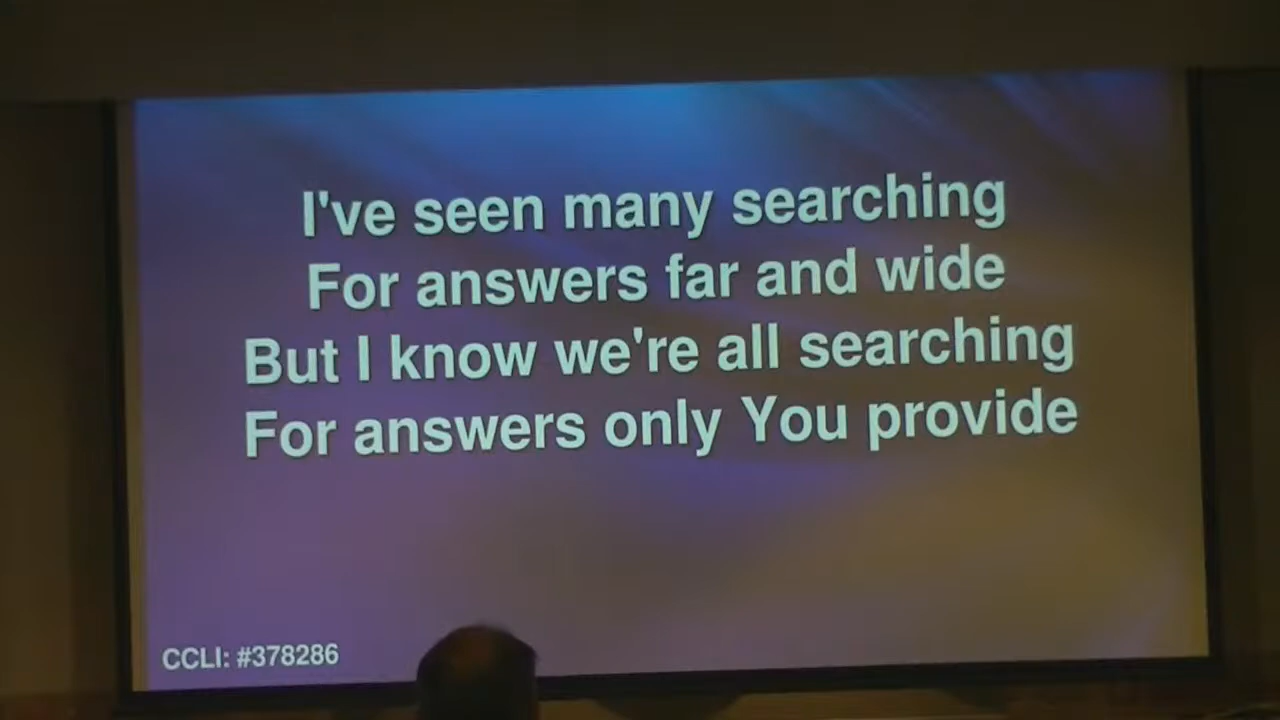 I've seen many searching
For answers far and wide
But I know we're all searching
For answers only You provide
CCLI: #378286